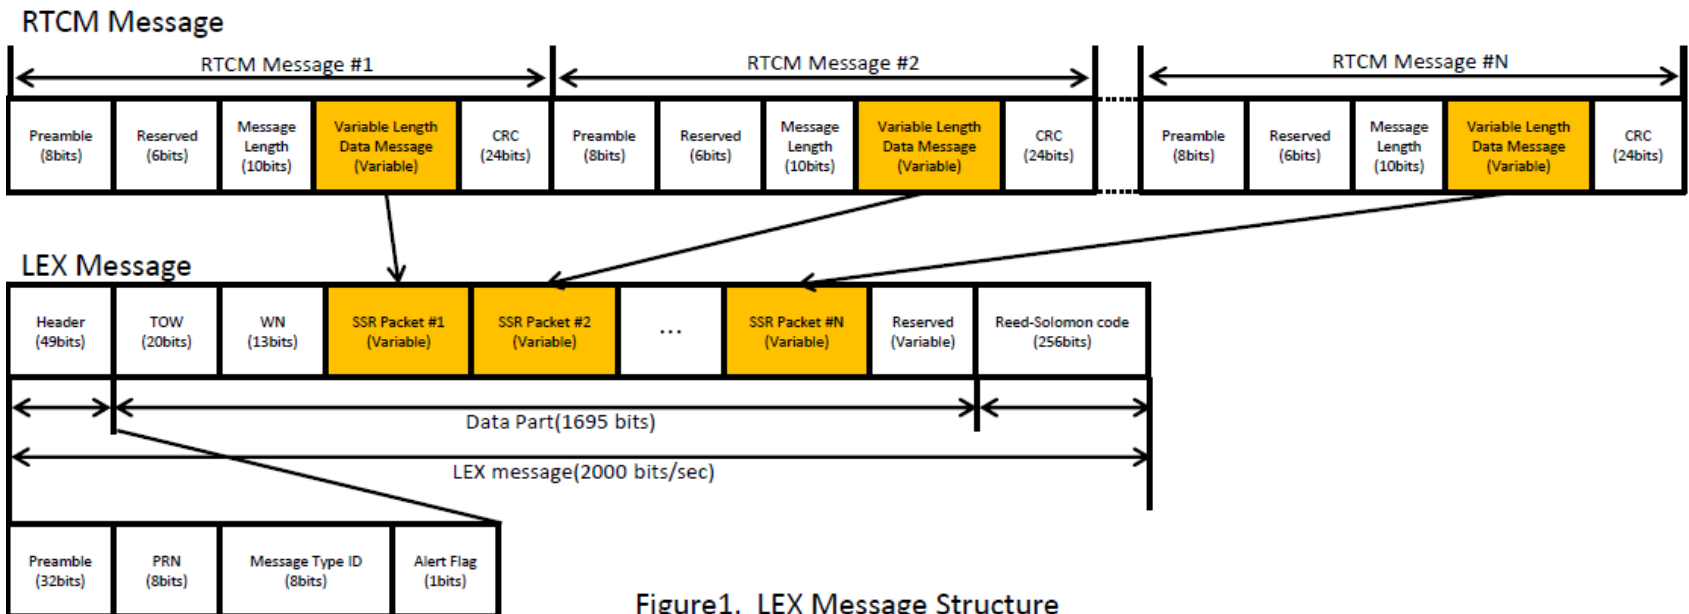 RTCM Message
RTCM Message #1
RTCM Message #2
RTCM Message #N
Preamble
(8bits)
Reserved
(6bits)
Message
Length
(10bits)
Variable Length
Data Message
(Variable)
CRC
(24bits)
Preamble
(8bits)
Reserved
(6bits)
Message
Length
(10bits)
Variable Length
Data Message
(Variable)
CRC
(24bits)
Preamble
(8bits)
Reserved
(6bits)
Message
Length
(10bits)
Variable Length
Data Message
(Variable)
CRC
(24bits)
LEX Message
Header
(49bits)
TOW
(20bits)
WN
(13bits)
SSR Packet #1
(Variable)
SSR Packet #2
(Variable)
...
SSR Packet #N
(Variable)
Reserved
(Variable)
Reed-Solomon code
(256bits)
Data Part(1695 bits)
LEX message(2000 bits/sec)
Preamble
(32bits)
PRN
(8bits)
Message Type ID
(8bits)
Alert Flag
(1bits)
Figure1. LEX Message Structure